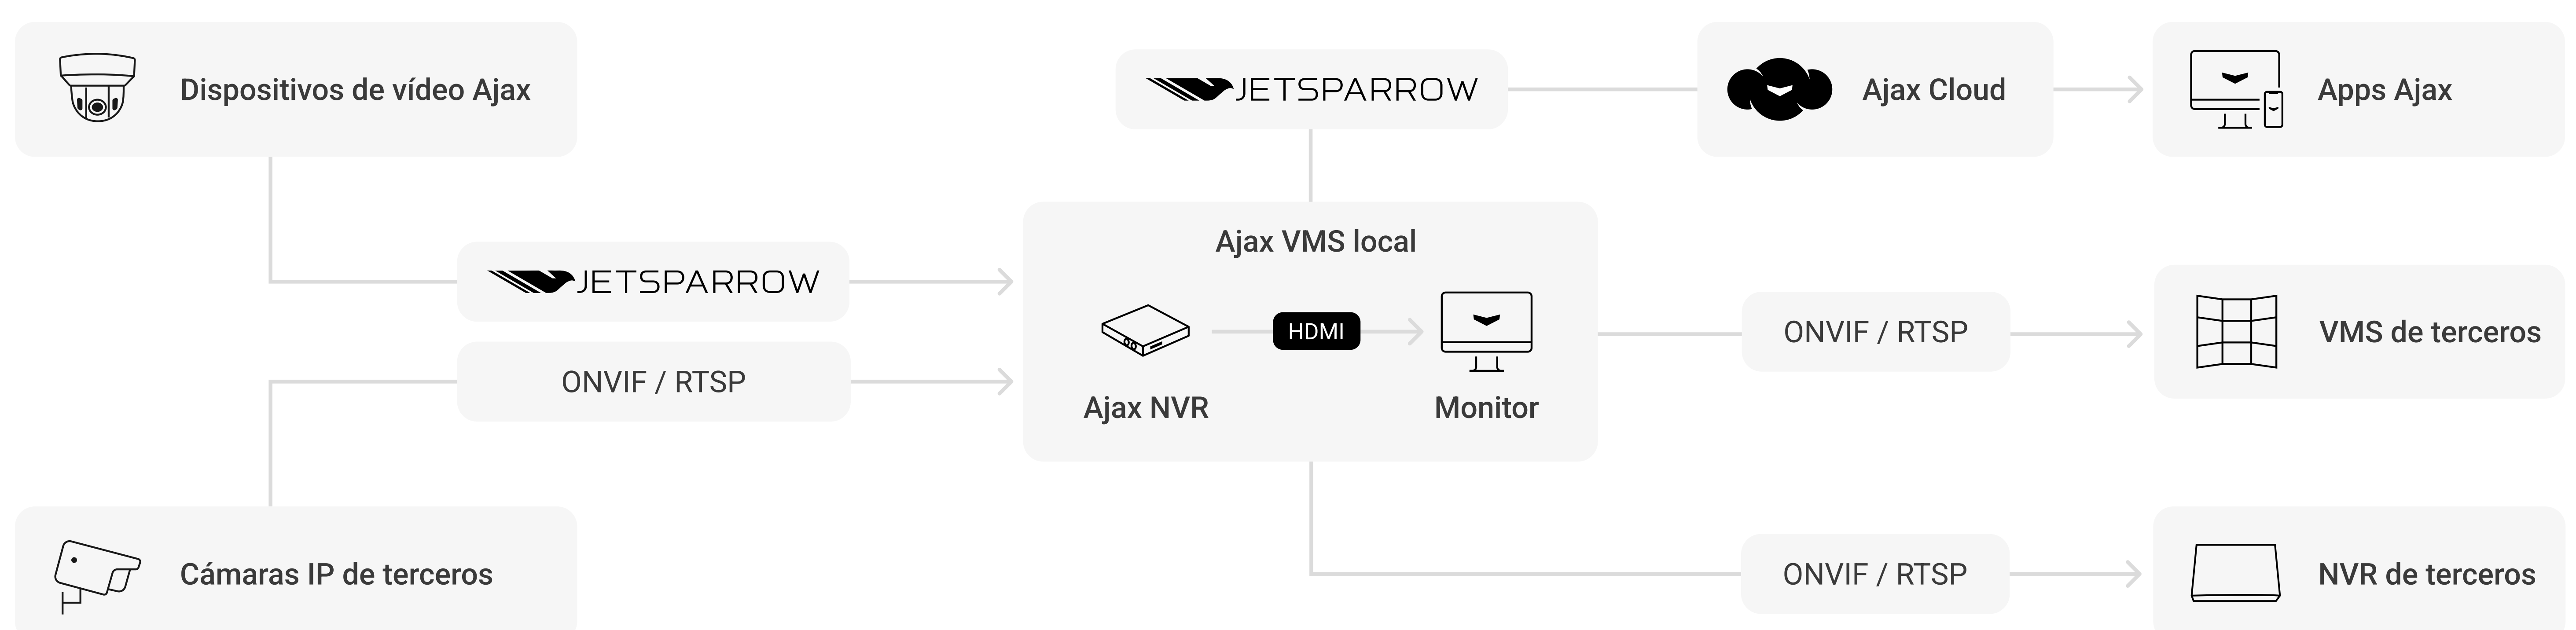 Dispositivos de vídeo Ajax
JETSPARROW
Ajax Cloud
Apps Ajax
JETSPARROW
ONVIF / RTSP
Ajax VMS local
HDMI
Ajax NVR
Monitor
ONVIF / RTSP
VMS de terceros
Cámaras IP de terceros
ONVIF / RTSP
NVR de terceros